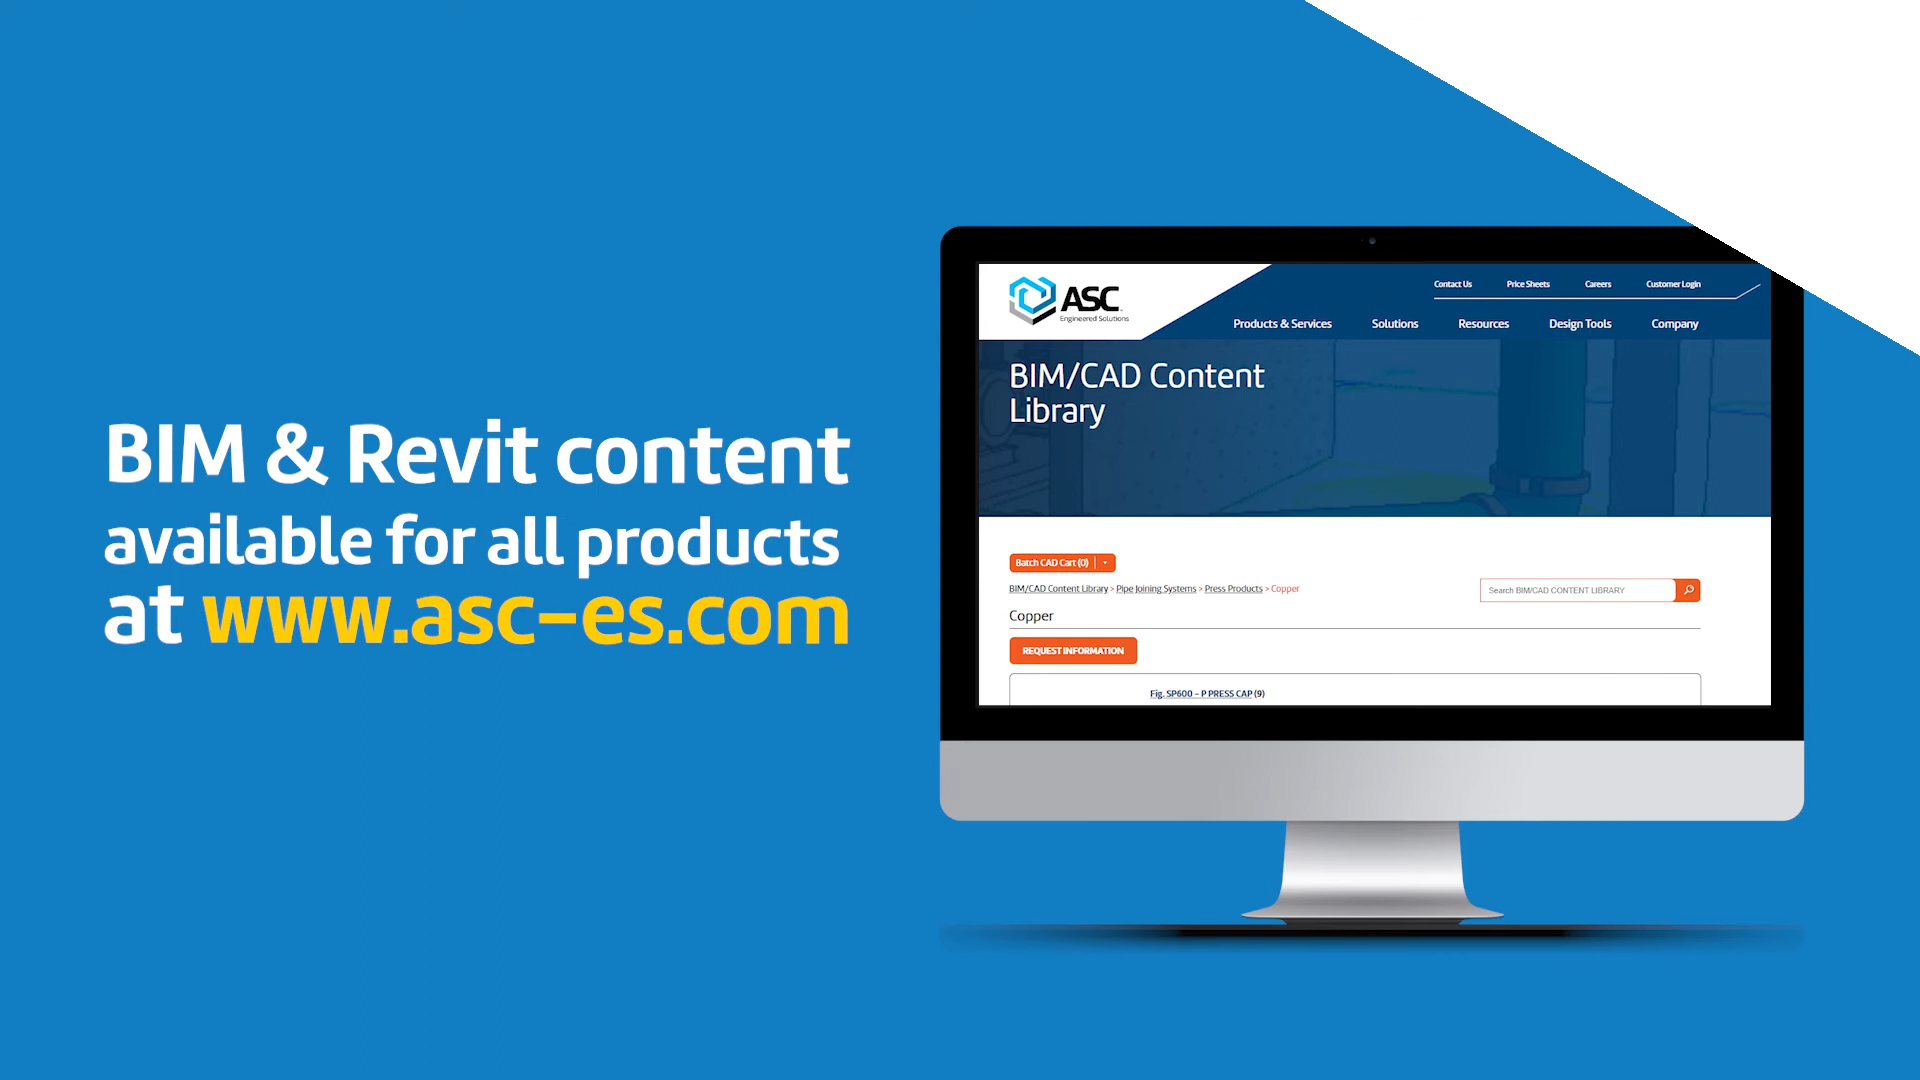 BIM & Revit content
available for all products
at www.asc-es.com
ASC
Engineered Solutions
Contact Us
Price Sheets
Careers
Customer Login
Products & Services
Solutions
Resources
Design Tools
Company
BIM/CAD Content
Library
Batch CAD Cart (0)
BIM/CAD Content Library > Pipe Joining Systems > Press Products > Copper
Search BIM/CAD CONTENT LIBRARY
Copper
REQUEST INFORMATION
Fig. SP600 - P PRESS CAP (9)